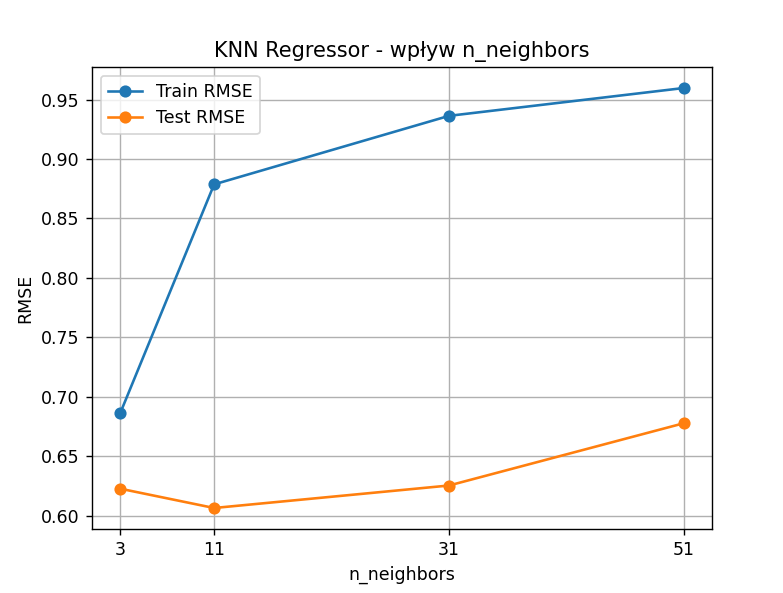 KNN Regressor - wpływ n_neighbors
Train RMSE
Test RMSE
0.95
0.90
0.85
0.80
0.75
0.70
0.65
0.60
RMSE
3
11
31
51
n_neighbors